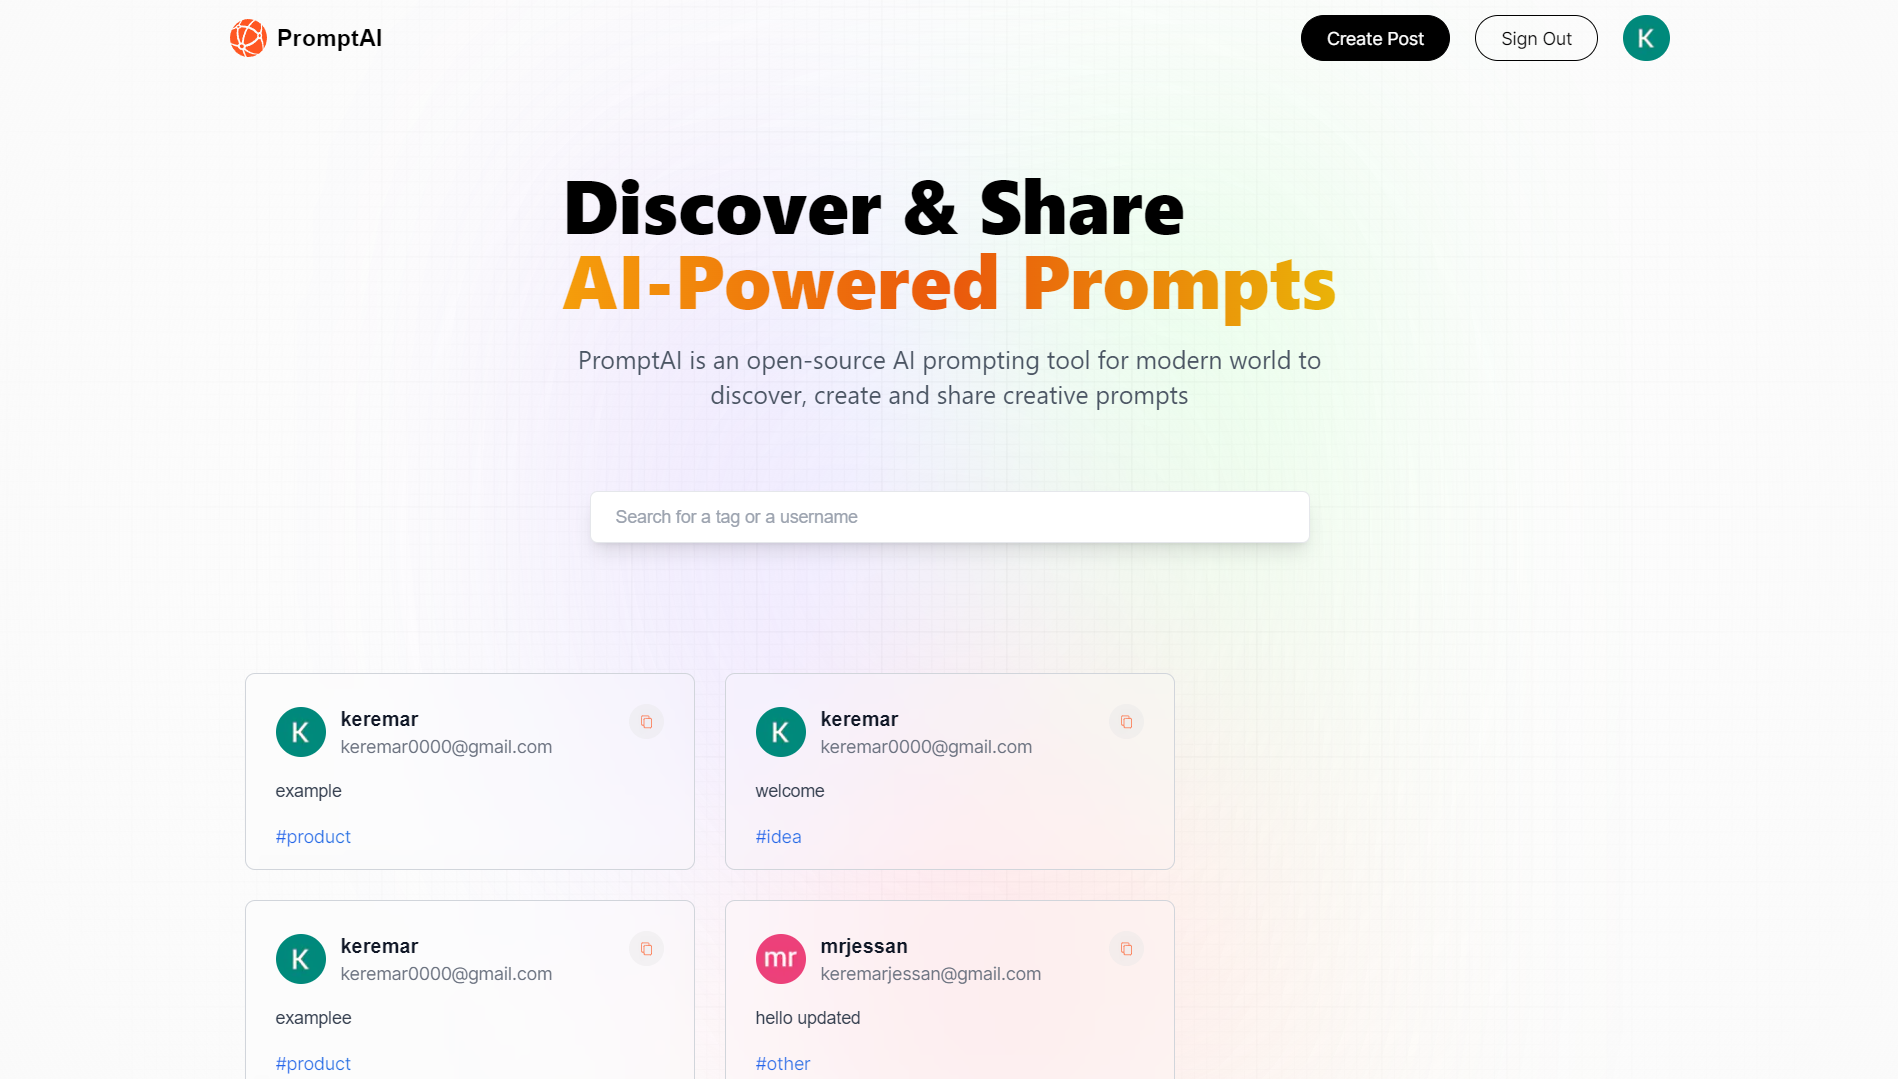 PromptAI
Create Post
Sign Out
K
Discover & Share
AI-Powered Prompts
PromptAI is an open-source AI prompting tool for modern world to
discover, create and share creative prompts
Search for a tag or a username
K
keremar
keremar0000@gmail.com
example
#product
K
keremar
keremar0000@gmail.com
welcome
#idea
K
keremar
keremar0000@gmail.com
examplee
#product
mr
mrjessan
keremarjessan@gmail.com
hello updated
#other